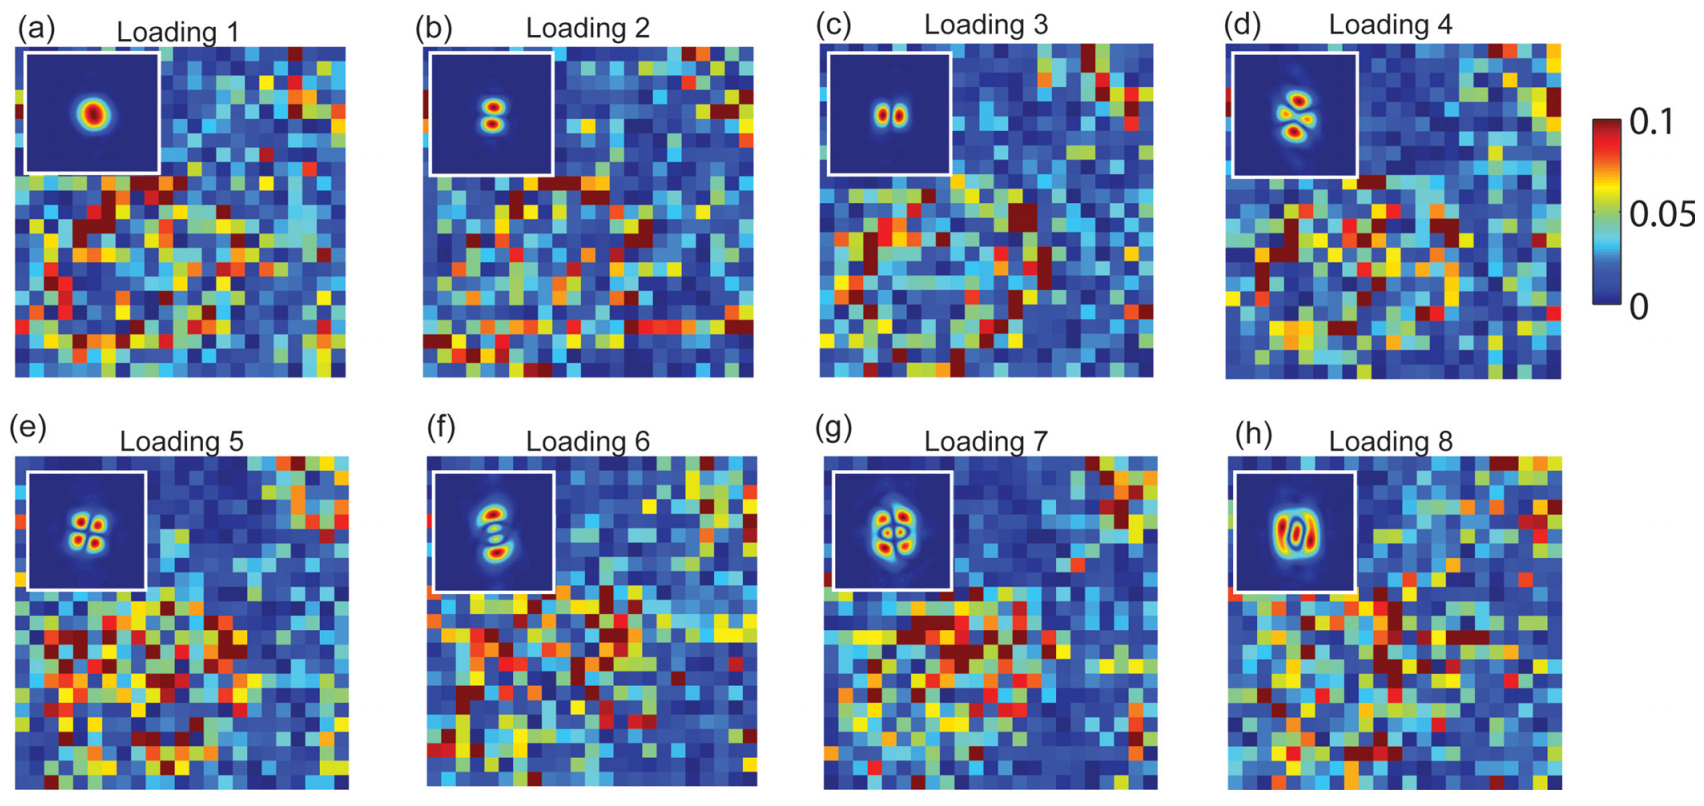 (a) Loading 1
(b) Loading 2
(c) Loading 3
(d) Loading 4
0.1
0.05
0
(e) Loading 5
(f) Loading 6
(g) Loading 7
(h) Loading 8